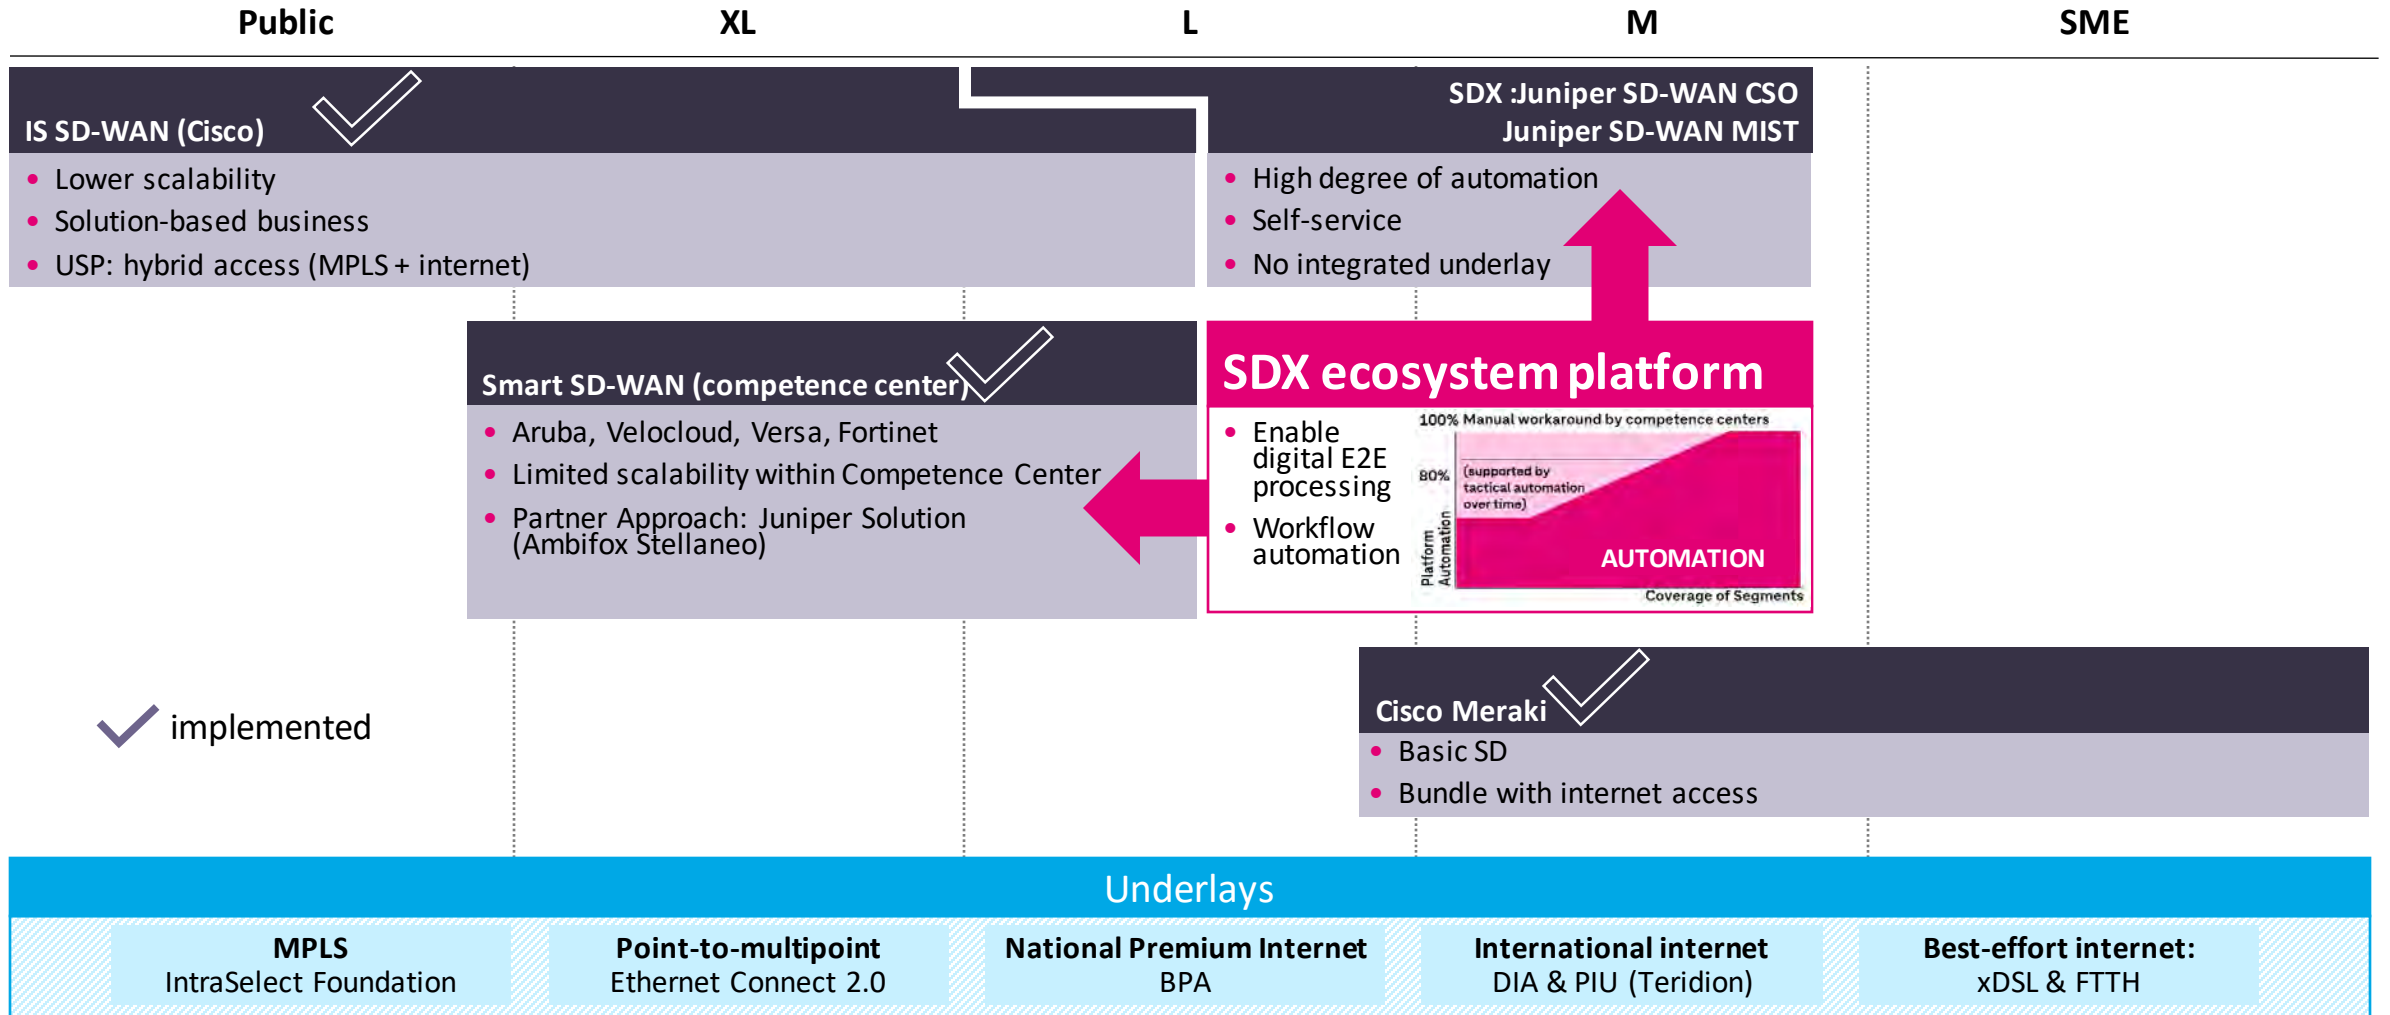 Public XL L M SME
IS SD-WAN (Cisco)
• Lower scalability
• Solution-based business
• USP: hybrid access (MPLS + internet)
SDX :Juniper SD-WAN CSO
Juniper SD-WAN MIST
• High degree of automation
• Self-service
• No integrated underlay
Smart SD-WAN (competence center)
• Aruba, Velocloud, Versa, Fortinet
• Limited scalability within Competence Center
• Partner Approach: Juniper Solution
(Ambifox Stellaneo)
SDX ecosystem platform
• Enable
digital E2E
processing
• Workflow
automation
100% Manual workaround by competence centers
80%
(supported by
tactical automation
over time)
Platform
Automation
AUTOMATION
Coverage of Segments
implemented
Cisco Meraki
• Basic SD
• Bundle with internet access
Underlays
MPLS
IntraSelect Foundation
Point-to-multipoint
Ethernet Connect 2.0
National Premium Internet
BPA
International internet
DIA & PIU (Teridion)
Best-effort internet:
xDSL & FTTH